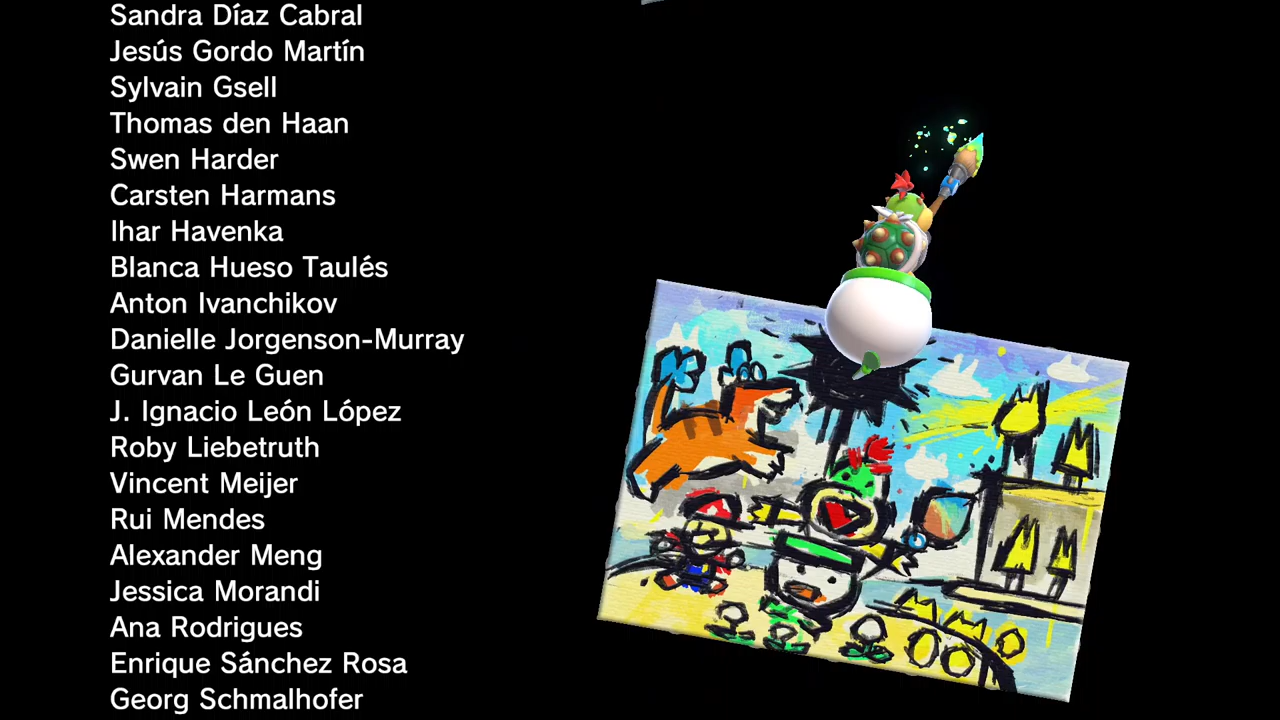 Sandra Díaz Cabral
Jesús Gordo Martín
Sylvain Gsell
Thomas den Haan
Swen Harder
Carsten Harmans
Ihar Havenka
Blanca Hueso Taulés
Anton Ivanchikov
Danielle Jorgenson-Murray
Gurvan Le Guen
J. Ignacio León López
Roby Liebetruth
Vincent Meijer
Rui Mendes
Alexander Meng
Jessica Morandi
Ana Rodrigues
Enrique Sánchez Rosa
Georg Schmalhofer